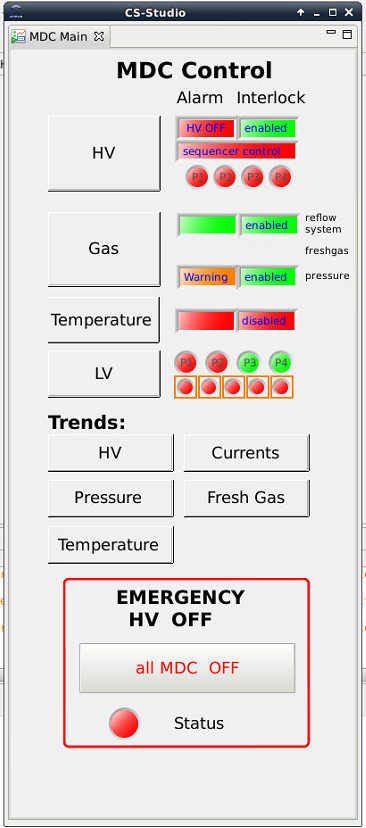 CS-Studio
MDC Main
MDC Control
Alarm Interlock
HV
HV OFF enabled
sequencer control
P1 P2 P3 P4
Gas
reflow
enabled
system
freshgas
Warning enabled pressure
Temperature
disabled
LV
P1 P2 P3 P4
Trends:
HV Currents
Pressure Fresh Gas
Temperature
EMERGENCY
HV OFF
all MDC OFF
Status